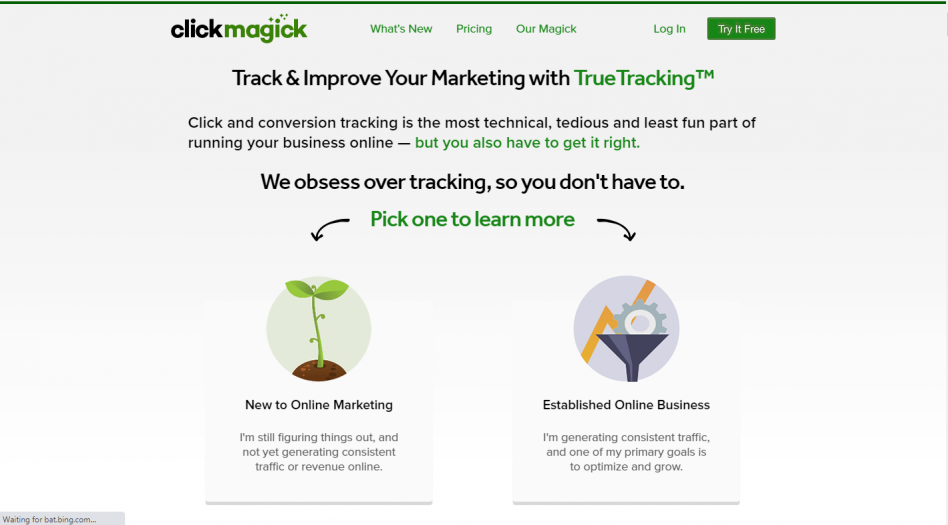 clickmagick
What's New Pricing Our Magick Log In Try It Free
Track & Improve Your Marketing with TrueTracking™
Click and conversion tracking is the most technical, tedious and least fun part of
running your business online — but you also have to get it right.
We obsess over tracking, so you don't have to.
Pick one to learn more
New to Online Marketing
I'm still figuring things out, and
not yet generating consistent
traffic or revenue online.
Established Online Business
I'm generating consistent traffic,
and one of my primary goals is
to optimize and grow.
Waiting for bat.bing.com...